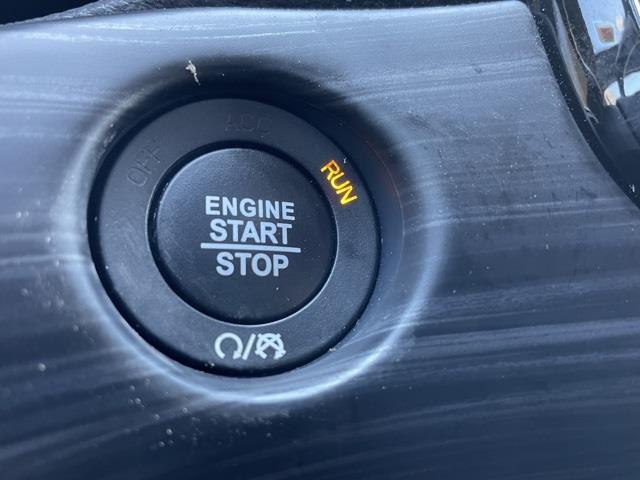 OFF
ACC
RUN
ENGINE
START
STOP